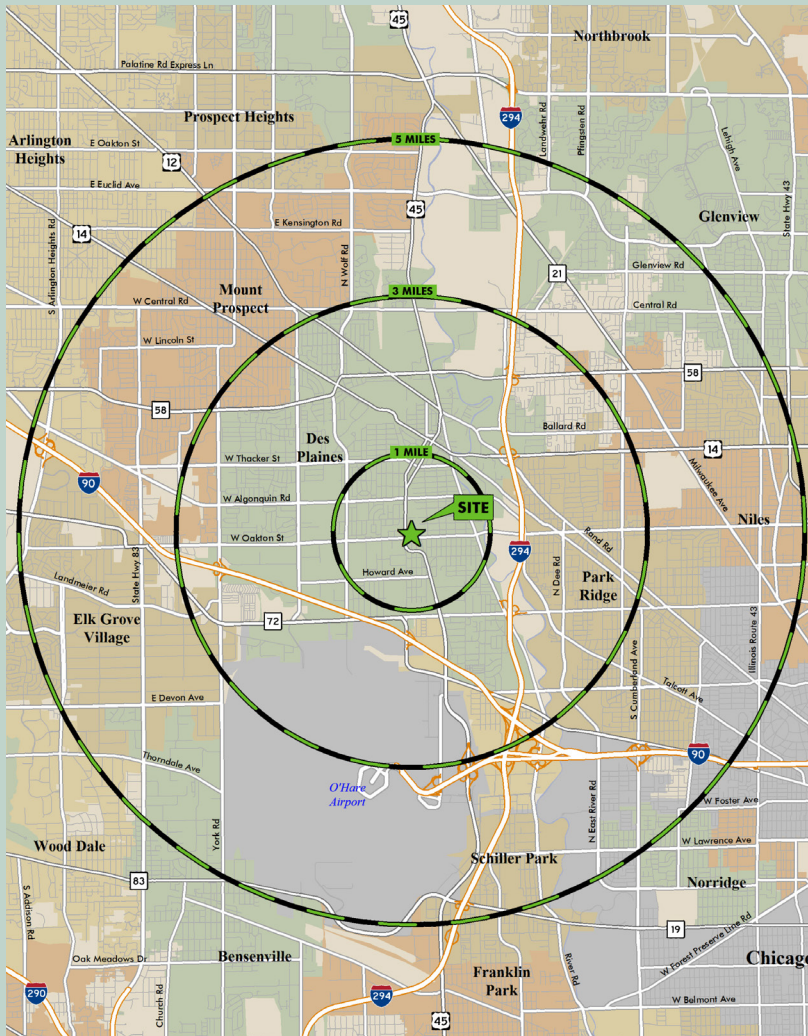 45
Northbrook
Palatine Rd Express Ln
294
Landwehr Rd
Pfingsten Rd
Lehigh Ave
State Hwy 43
Prospect Heights
Arlington
Heights
E Oakton St
5 MILES
12
E Euclid Ave
45
Glenview
14
E Kensington Rd
S Arlington Heights Rd
N Wolf Rd
21
Glenview Rd
Mount
Prospect
3 MILES
W Central Rd
Central Rd
W Lincoln St
58
58
Ballard Rd
Des
Plaines
1 MILE
14
W Thacker St
Milwaukee Ave
90
W Algonquin Rd
SITE
Niles
W Oakton St
294
Rand Rd
State Hwy 83
Howard Ave
N Dee Rd
Park
Ridge
Landmeier Rd
72
Elk Grove
Village
Illinois Route 43
S Cumberland Ave
Talcott Ave
E Devon Ave
Thorndale Ave
90
O'Hare
Airport
N East River Rd
W Foster Ave
York Rd
W Lawrence Ave
Wood Dale
Schiller Park
83
Norridge
S Addison Rd
19
W Forest Preserve Line Rd
Oak Meadows Dr
Bensenville
River Rd
Chicago
Franklin
Park
290
Church Rd
294
W Belmont Ave
45